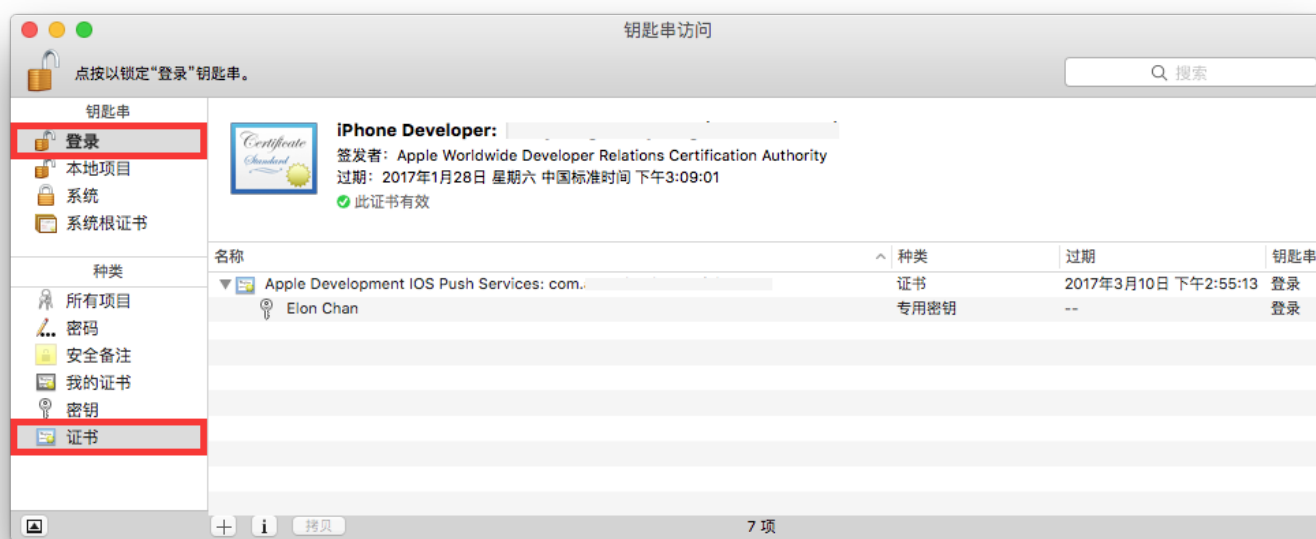 钥匙串访问
点按以锁定“登录”钥匙串。
搜索
钥匙串
登录
本地项目
系统
系统根证书
种类
所有项目
密码
安全备注
我的证书
密钥
证书
Certificate
Standard
iPhone Developer:
签发者：Apple Worldwide Developer Relations Certification Authority
过期：2017年1月28日 星期六 中国标准时间 下午3:09:01
此证书有效
名称 种类 过期 钥匙串
Apple Development IOS Push Services: com. 证书 2017年3月10日 下午2:55:13 登录
Elon Chan 专用密钥 -- 登录
拷贝
7 项